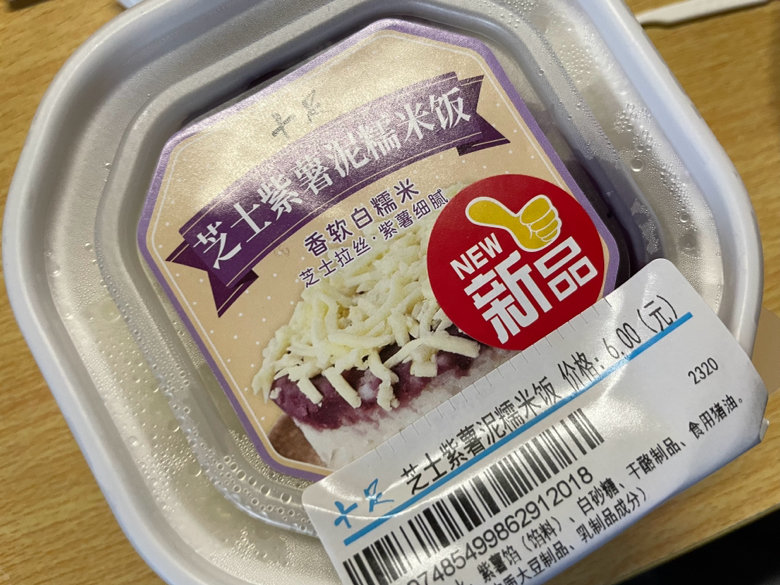 十足
芝士紫薯泥糯米饭
香软白糯米
芝士拉丝·紫薯细腻
NEW
新品
十足 芝士紫薯泥糯米饭 价格: 6.00 (元)
2320
07485499862912018
紫薯馅（馅料）、白砂糖、干酪制品、食用猪油。
大豆制品、乳制品成分）